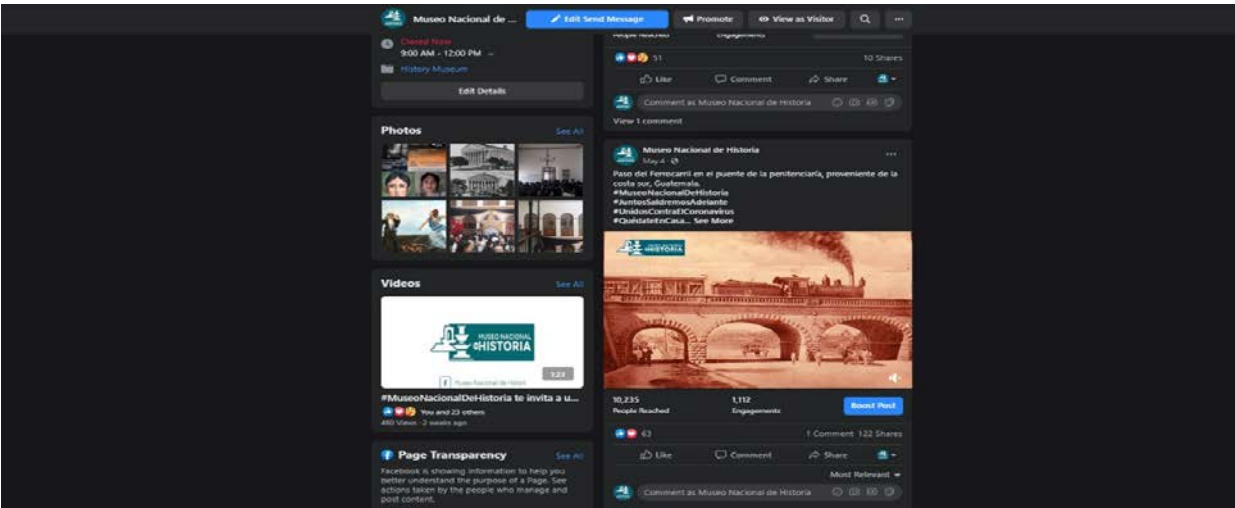 Museo Nacional de ...
Edit Send Message
Promote
View as Visitor
Closed Now
9:00 AM - 12:00 PM
History Museum
Edit Details
Photos
See All
Videos
See All
MUSEO NACIONAL
DE HISTORIA
1:23
#MuseoNacionalDeHistoria te invita a u...
You and 23 others
480 Views · 2 weeks ago
Page Transparency
See All
Facebook is showing information to help you
better understand the purpose of a Page. See
actions taken by the people who manage and
post content.
People Reached
Engagements
51
10 Shares
Like
Comment
Share
Comment as Museo Nacional de Historia
View 1 comment
Museo Nacional de Historia
May 4
Paso del Ferrocarril en el puente de la penitenciaría, proveniente de la
costa sur, Guatemala.
#MuseoNacionalDeHistoria
#JuntosSaldremosAdelante
#UnidosContraElCoronavirus
#QuédateEnCasa... See More
HISTORIA
10,235
People Reached
1,112
Engagements
Boost Post
63
1 Comment 122 Shares
Like
Comment
Share
Most Relevant
Comment as Museo Nacional de Historia